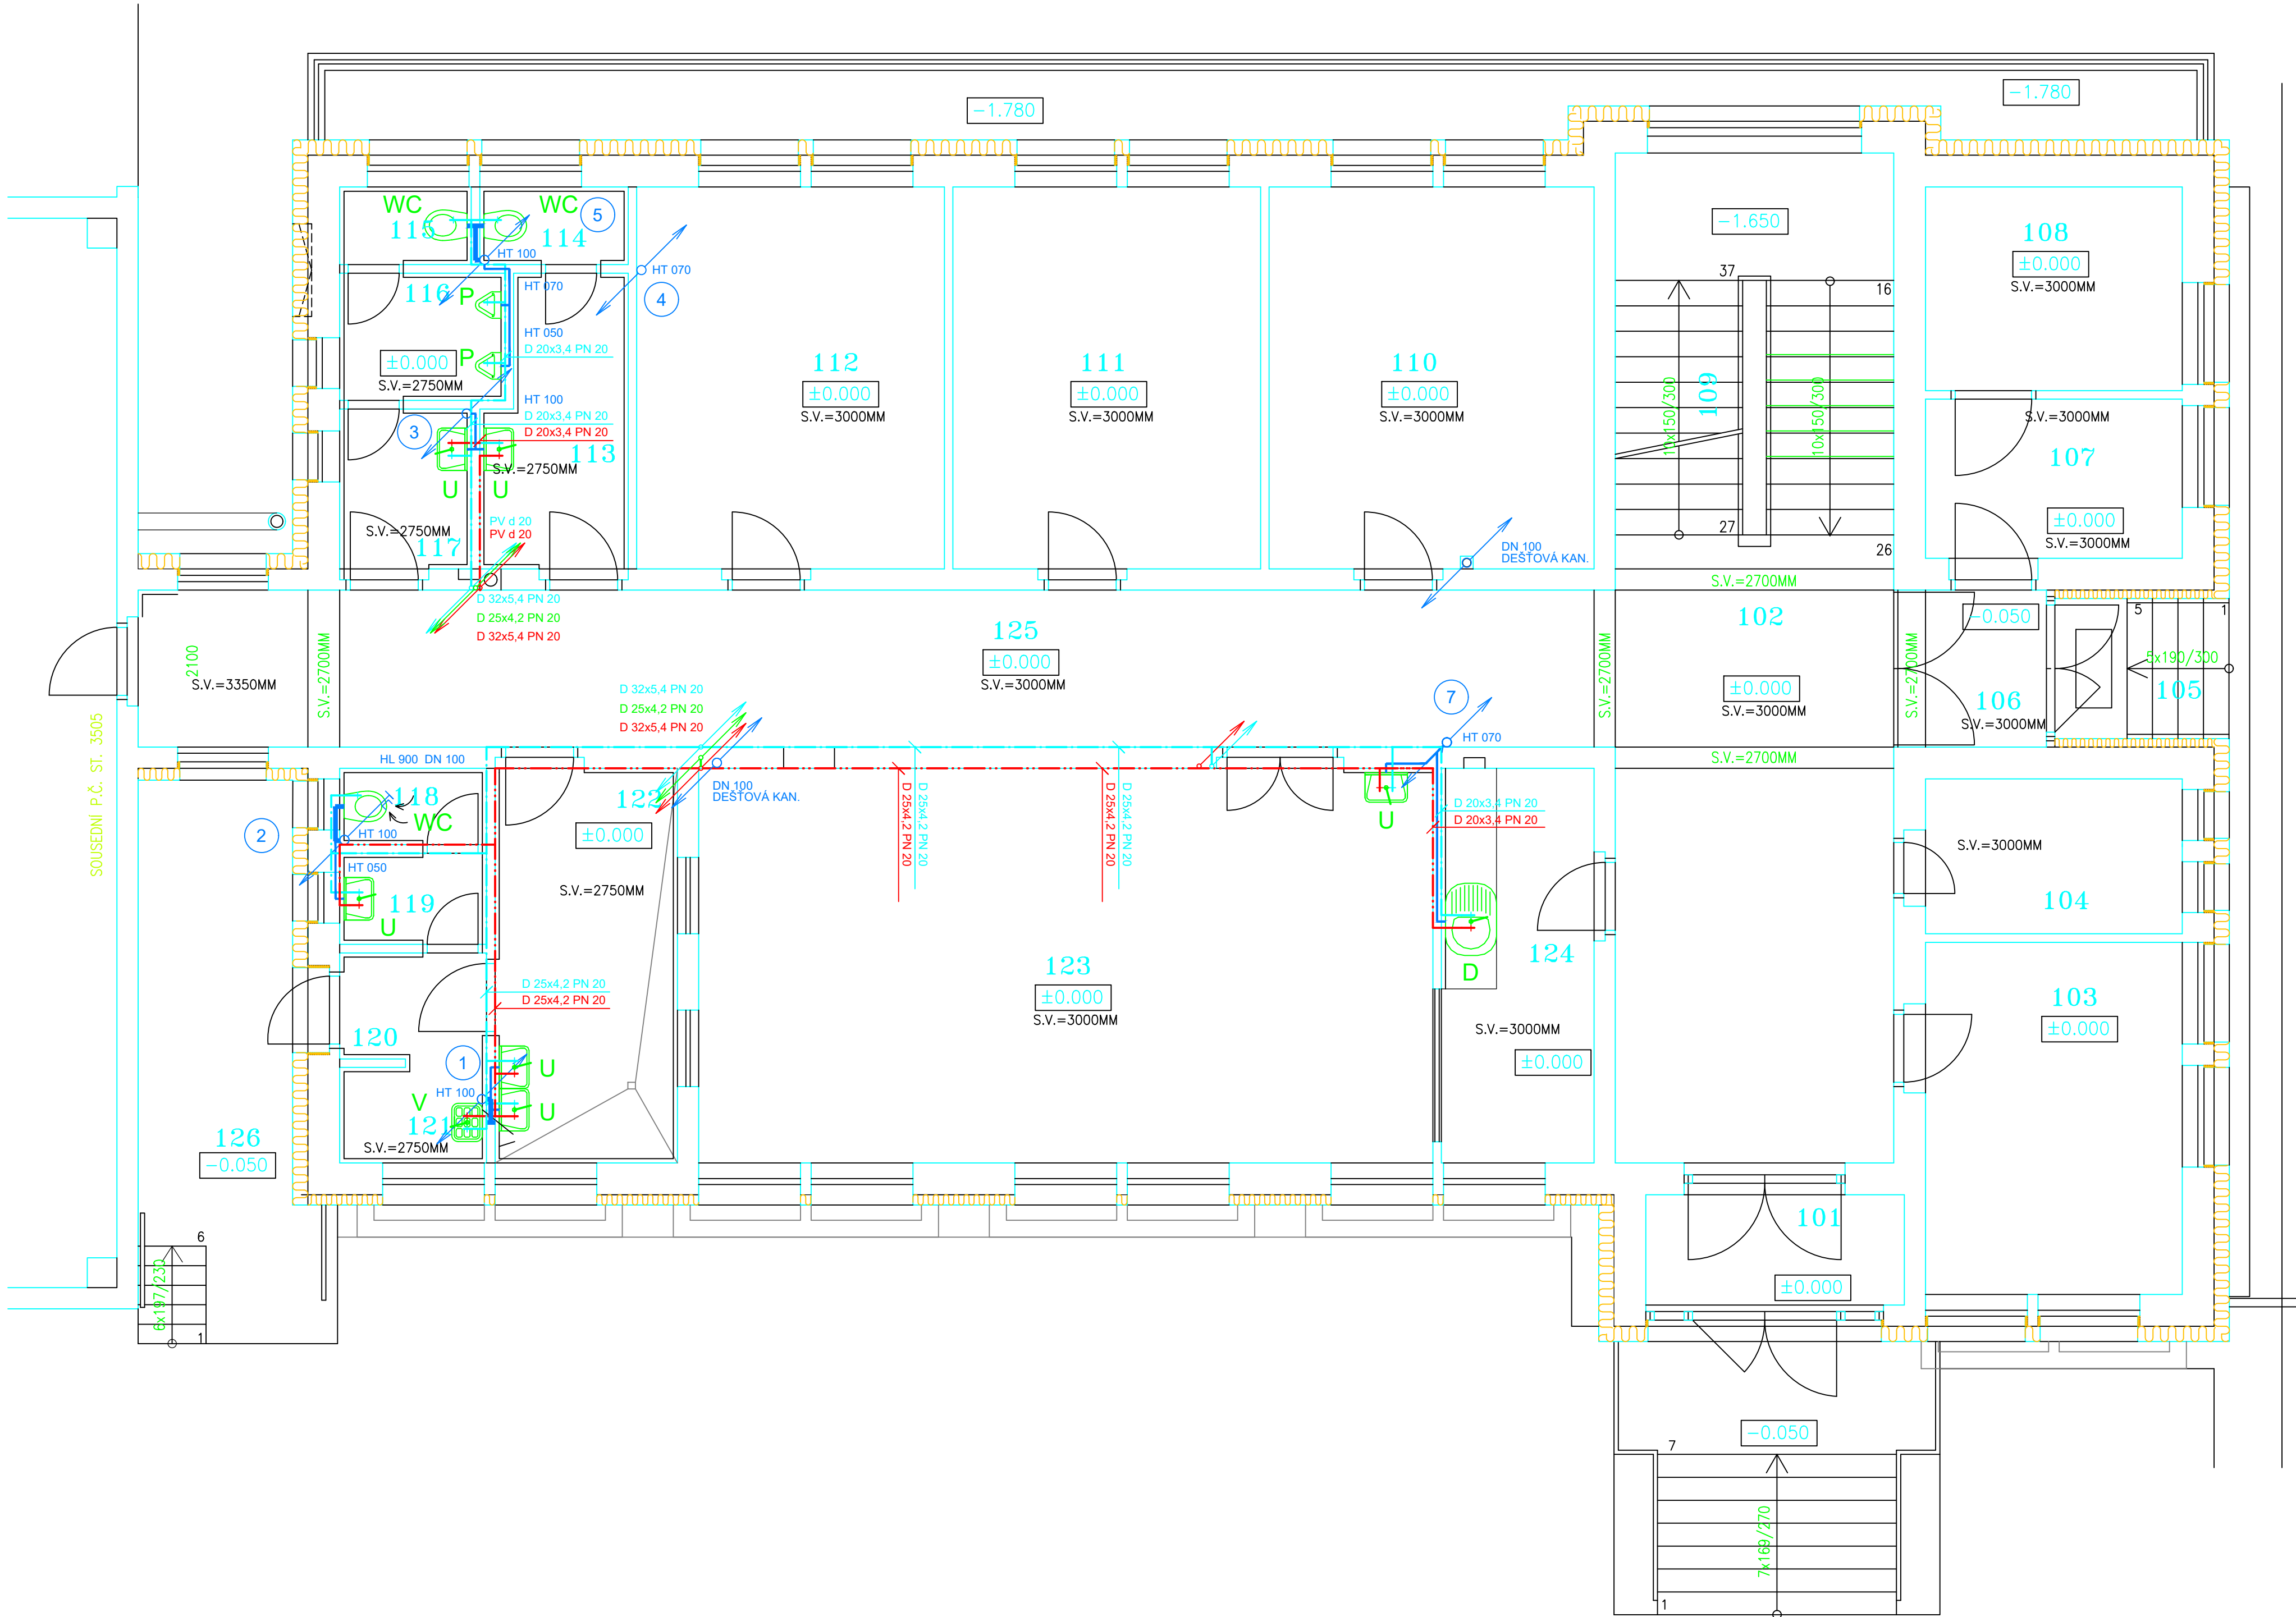 −1.780
−1.780
WC
115
WC
114
5
HT 100
HT 070
4
HT 070
116
P
HT 050
D 20x3,4 PN 20
P
±0.000
S.V.=2750MM
HT 100
D 20x3,4 PN 20
D 20x3,4 PN 20
3
113
S.V.=2750MM
U
U
S.V.=2750MM
117
PV d 20
PV d 20
112
±0.000
S.V.=3000MM
111
±0.000
S.V.=3000MM
110
±0.000
S.V.=3000MM
−1.650
37
16
109
10x150/300
10x150/300
27
26
108
±0.000
S.V.=3000MM
S.V.=3000MM
107
±0.000
S.V.=3000MM
DN 100
DEŠŤOVÁ KAN.
S.V.=2700MM
D 32x5,4 PN 20
D 25x4,2 PN 20
D 32x5,4 PN 20
2100
S.V.=3350MM
S.V.=2700MM
125
±0.000
S.V.=3000MM
S.V.=2700MM
102
±0.000
S.V.=3000MM
S.V.=2700MM
−0.050
106
S.V.=3000MM
5
1
5x190/300
105
SOUSEDNÍ P.Č. ST. 3505
D 32x5,4 PN 20
D 25x4,2 PN 20
D 32x5,4 PN 20
7
HT 070
S.V.=2700MM
HL 900 DN 100
118
WC
2
HT 100
HT 050
119
U
122
±0.000
S.V.=2750MM
DN 100
DEŠŤOVÁ KAN.
D 25x4,2 PN 20
D 25x4,2 PN 20
D 25x4,2 PN 20
D 25x4,2 PN 20
U
D 20x3,4 PN 20
D 20x3,4 PN 20
S.V.=3000MM
104
D
124
S.V.=3000MM
±0.000
123
±0.000
S.V.=3000MM
103
±0.000
D 25x4,2 PN 20
D 25x4,2 PN 20
120
1
HT 100
U
U
V
121
S.V.=2750MM
126
−0.050
6
6x197/230
1
101
±0.000
−0.050
7
7x169/270
1